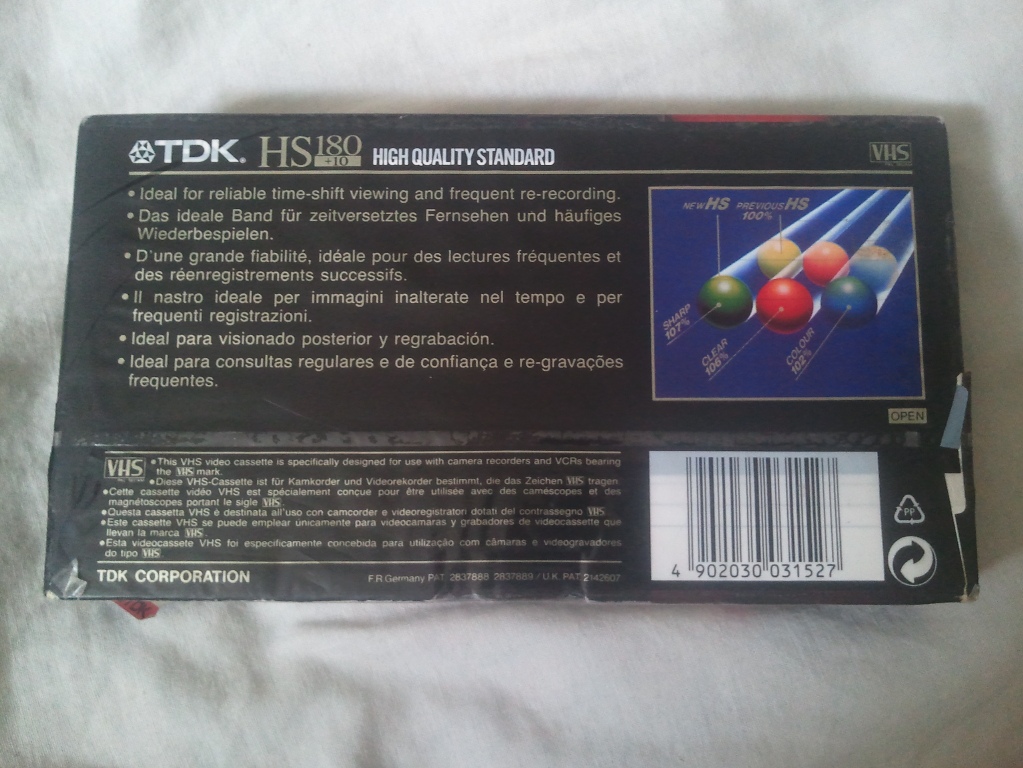 TDK. HS 180 +10 HIGH QUALITY STANDARD
VHS
• Ideal for reliable time-shift viewing and frequent re-recording.
• Das ideale Band für zeitversetztes Fernsehen und häufiges
Wiederbespielen.
• D'une grande fiabilité, idéale pour des lectures fréquentes et
des réenregistrements successifs.
• Il nastro ideale per immagini inalterate nel tempo e per
frequenti registrazioni.
• Ideal para visionado posterior y regrabación.
• Ideal para consultas regulares e de confiança e re-gravações
frequentes.
NEW HS PREVIOUS HS
100%
SHARP
107%
CLEAR
106%
COLOUR
102%
OPEN
VHS
• This VHS video cassette is specifically designed for use with camera recorders and VCRs bearing
the VHS mark.
• Diese VHS-Cassette ist für Kamkorder und Videorekorder bestimmt, die das Zeichen VHS tragen
• Cette cassette vidéo VHS est spécialement conçue pour être utilisée avec des caméscopes et des
magnétoscopes portant le sigle VHS.
• Questa cassetta VHS è destinata all'uso con camcorder e videoregistratori dotati del contrassegno VHS.
• Este cassette VHS se puede emplear únicamente para videocamaras y grabadores de videocassette que
llevan la marca VHS.
• Esta videocassete VHS foi especificamente concebida para utilização com câmaras e videogravadores
do tipo VHS
TDK CORPORATION
F.R.Germany PAT. 2837888 2837889 / U.K. PAT. 2142607
4 902030 031527
PP